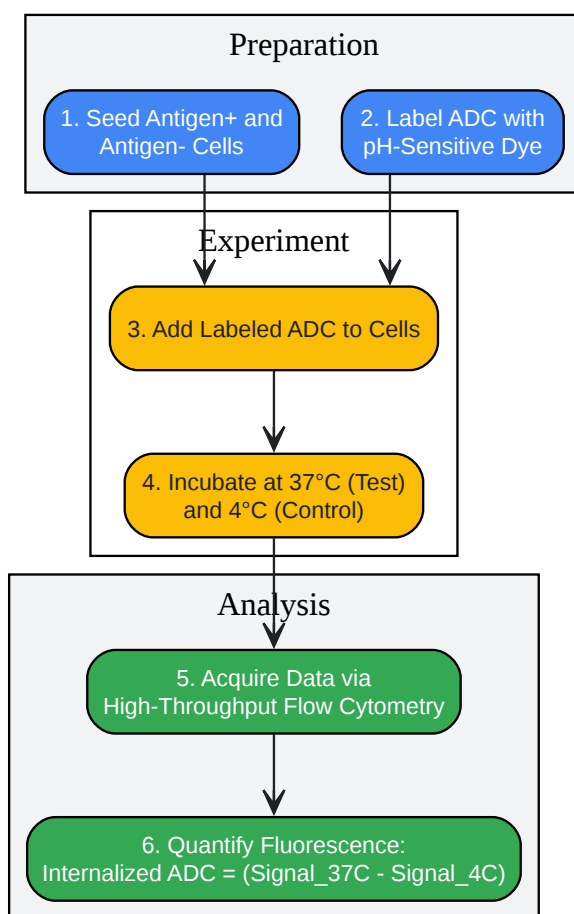 Preparation
1. Seed Antigen+ and
Antigen- Cells
2. Label ADC with
pH-Sensitive Dye
Experiment
3. Add Labeled ADC to Cells
4. Incubate at 37°C (Test)
and 4°C (Control)
Analysis
5. Acquire Data via
High-Throughput Flow Cytometry
6. Quantify Fluorescence:
Internalized ADC = (Signal_37C - Signal_4C)